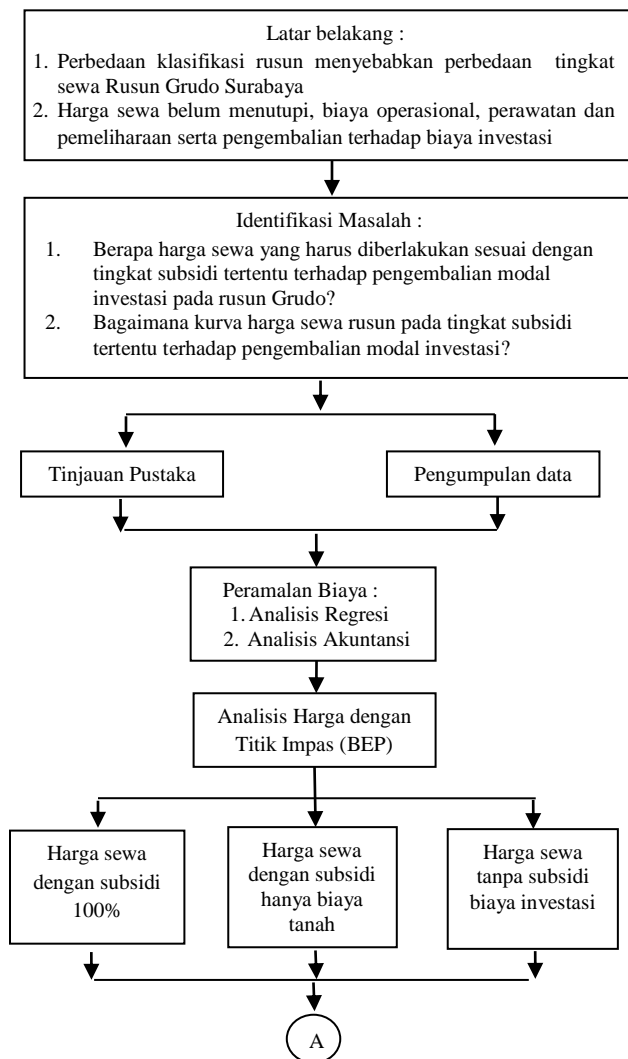 Latar belakang :
1. Perbedaan klasifikasi rusun menyebabkan perbedaan tingkat
sewa Rusun Grudo Surabaya
2. Harga sewa belum menutupi, biaya operasional, perawatan dan
pemeliharaan serta pengembalian terhadap biaya investasi
Identifikasi Masalah :
1. Berapa harga sewa yang harus diberlakukan sesuai dengan
tingkat subsidi tertentu terhadap pengembalian modal
investasi pada rusun Grudo?
2. Bagaimana kurva harga sewa rusun pada tingkat subsidi
tertentu terhadap pengembalian modal investasi?
Tinjauan Pustaka
Pengumpulan data
Peramalan Biaya :
1. Analisis Regresi
2. Analisis Akuntansi
Analisis Harga dengan
Titik Impas (BEP)
Harga sewa
dengan subsidi
100%
Harga sewa
dengan subsidi
hanya biaya
tanah
Harga sewa
tanpa subsidi
biaya investasi
A